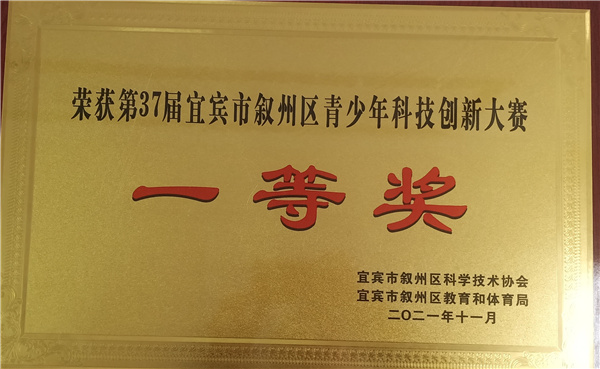 荣获第37届宜宾市叙州区青少年科技创新大赛
一等奖
宜宾市叙州区科学技术协会
宜宾市叙州区教育和体育局
二〇二一年十一月